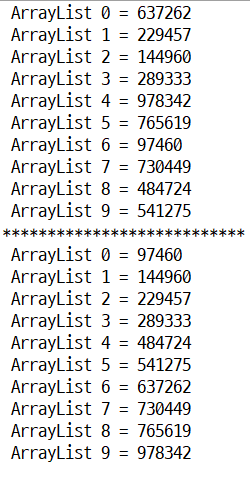 ArrayList 0 = 637262
ArrayList 1 = 229457
ArrayList 2 = 144960
ArrayList 3 = 289333
ArrayList 4 = 978342
ArrayList 5 = 765619
ArrayList 6 = 97460
ArrayList 7 = 730449
ArrayList 8 = 484724
ArrayList 9 = 541275
***************************
ArrayList 0 = 97460
ArrayList 1 = 144960
ArrayList 2 = 229457
ArrayList 3 = 289333
ArrayList 4 = 484724
ArrayList 5 = 541275
ArrayList 6 = 637262
ArrayList 7 = 730449
ArrayList 8 = 765619
ArrayList 9 = 978342